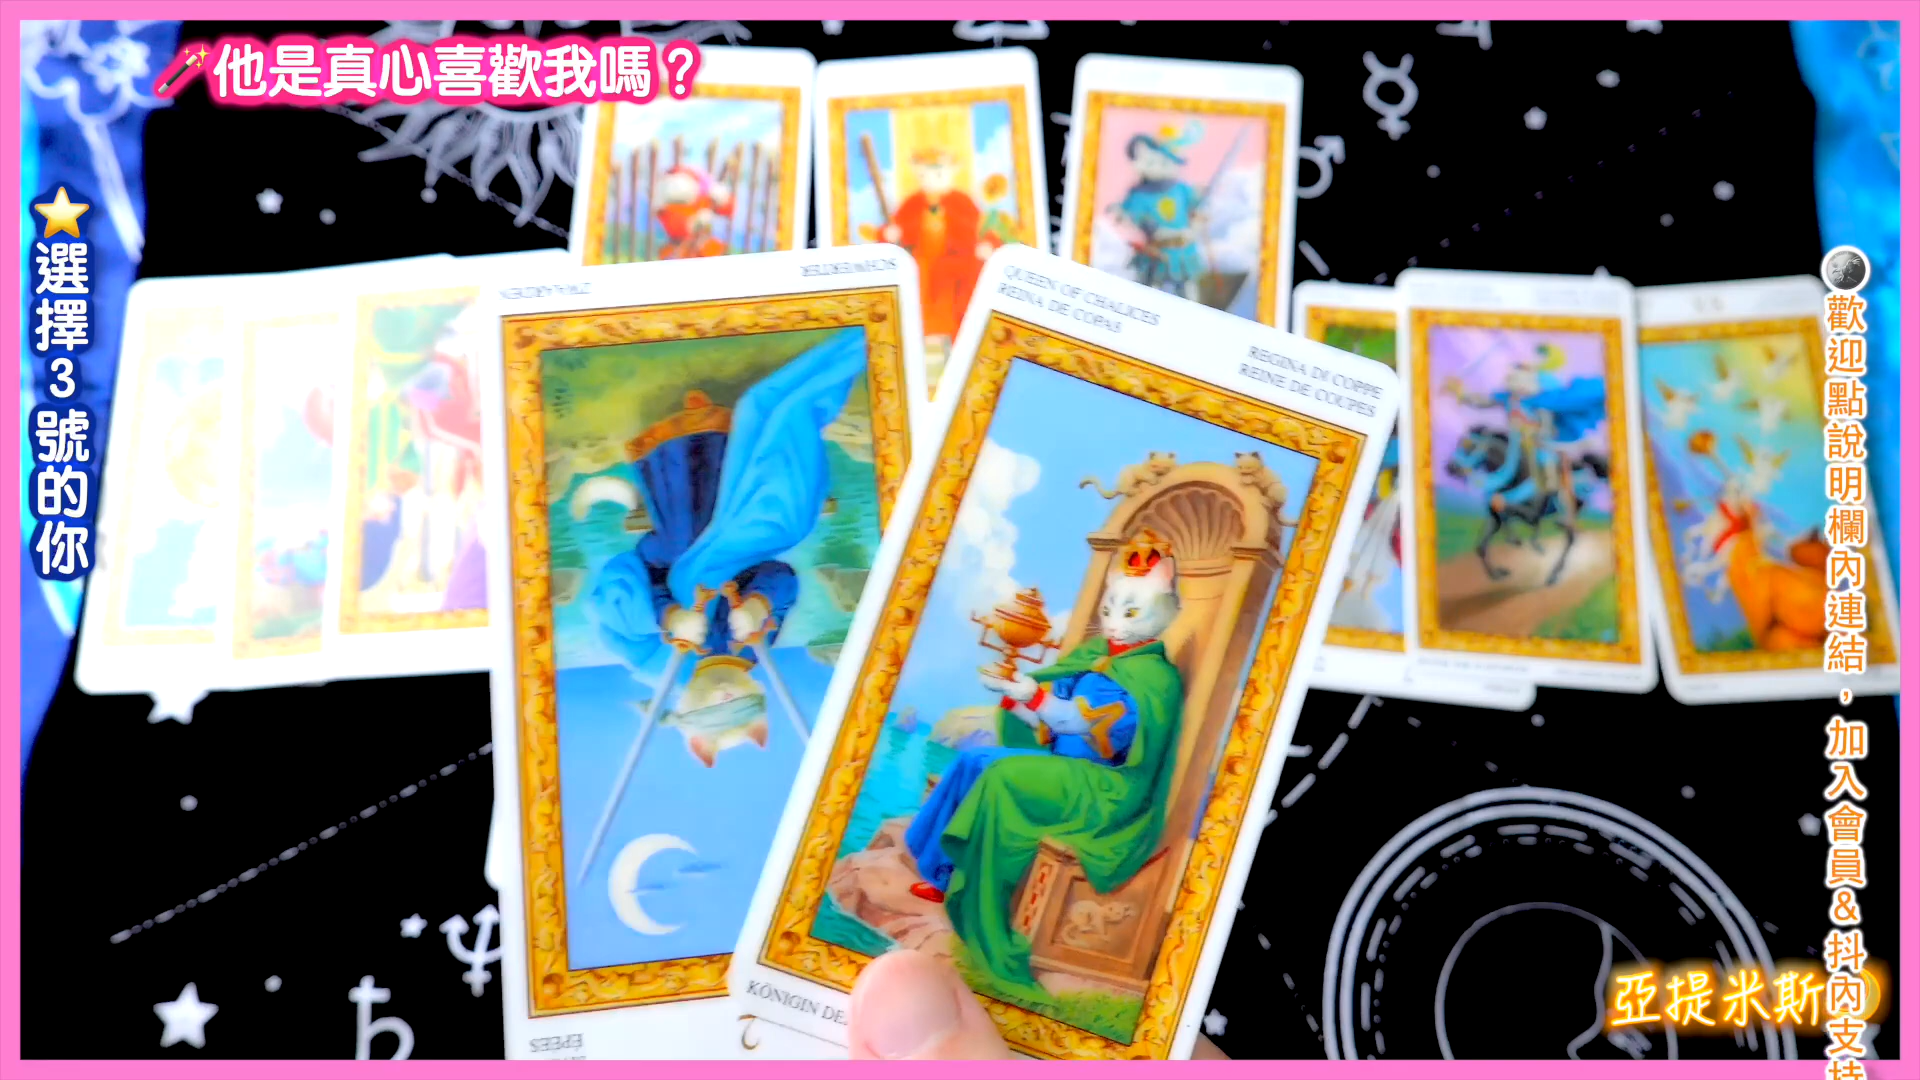 🪄他是真心喜歡我嗎？
⭐選擇3號的你
歡迎點說明欄內連結，加入會員&抖內支持
QUEEN OF CHALICES
REINA DE COPAS
REGINA DI COPPE
REINE DE COUPES
KÖNIGIN DE
SCHWERTER
ÉPÉES
亞提米斯